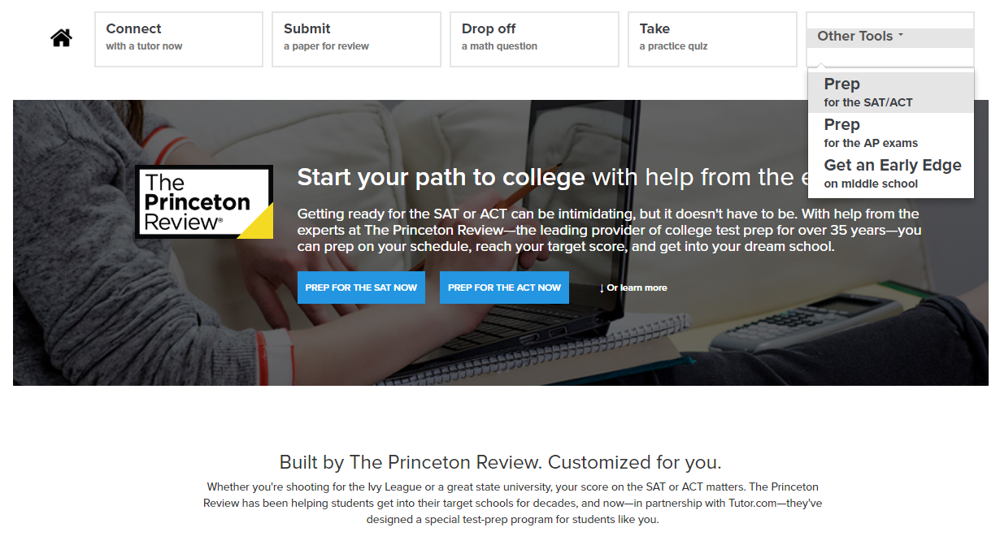 Connect
with a tutor now
Submit
a paper for review
Drop off
a math question
Take
a practice quiz
Other Tools
Prep
for the SAT/ACT
Prep
for the AP exams
Get an Early Edge
on middle school
The
Princeton
Review®
Start your path to college with help from the e
Getting ready for the SAT or ACT can be intimidating, but it doesn't have to be. With help from the
experts at The Princeton Review—the leading provider of college test prep for over 35 years—you
can prep on your schedule, reach your target score, and get into your dream school.
PREP FOR THE SAT NOW
PREP FOR THE ACT NOW
↓ Or learn more
Built by The Princeton Review. Customized for you.
Whether you're shooting for the Ivy League or a great state university, your score on the SAT or ACT matters. The Princeton
Review has been helping students get into their target schools for decades, and now—in partnership with Tutor.com—they've
designed a special test-prep program for students like you.